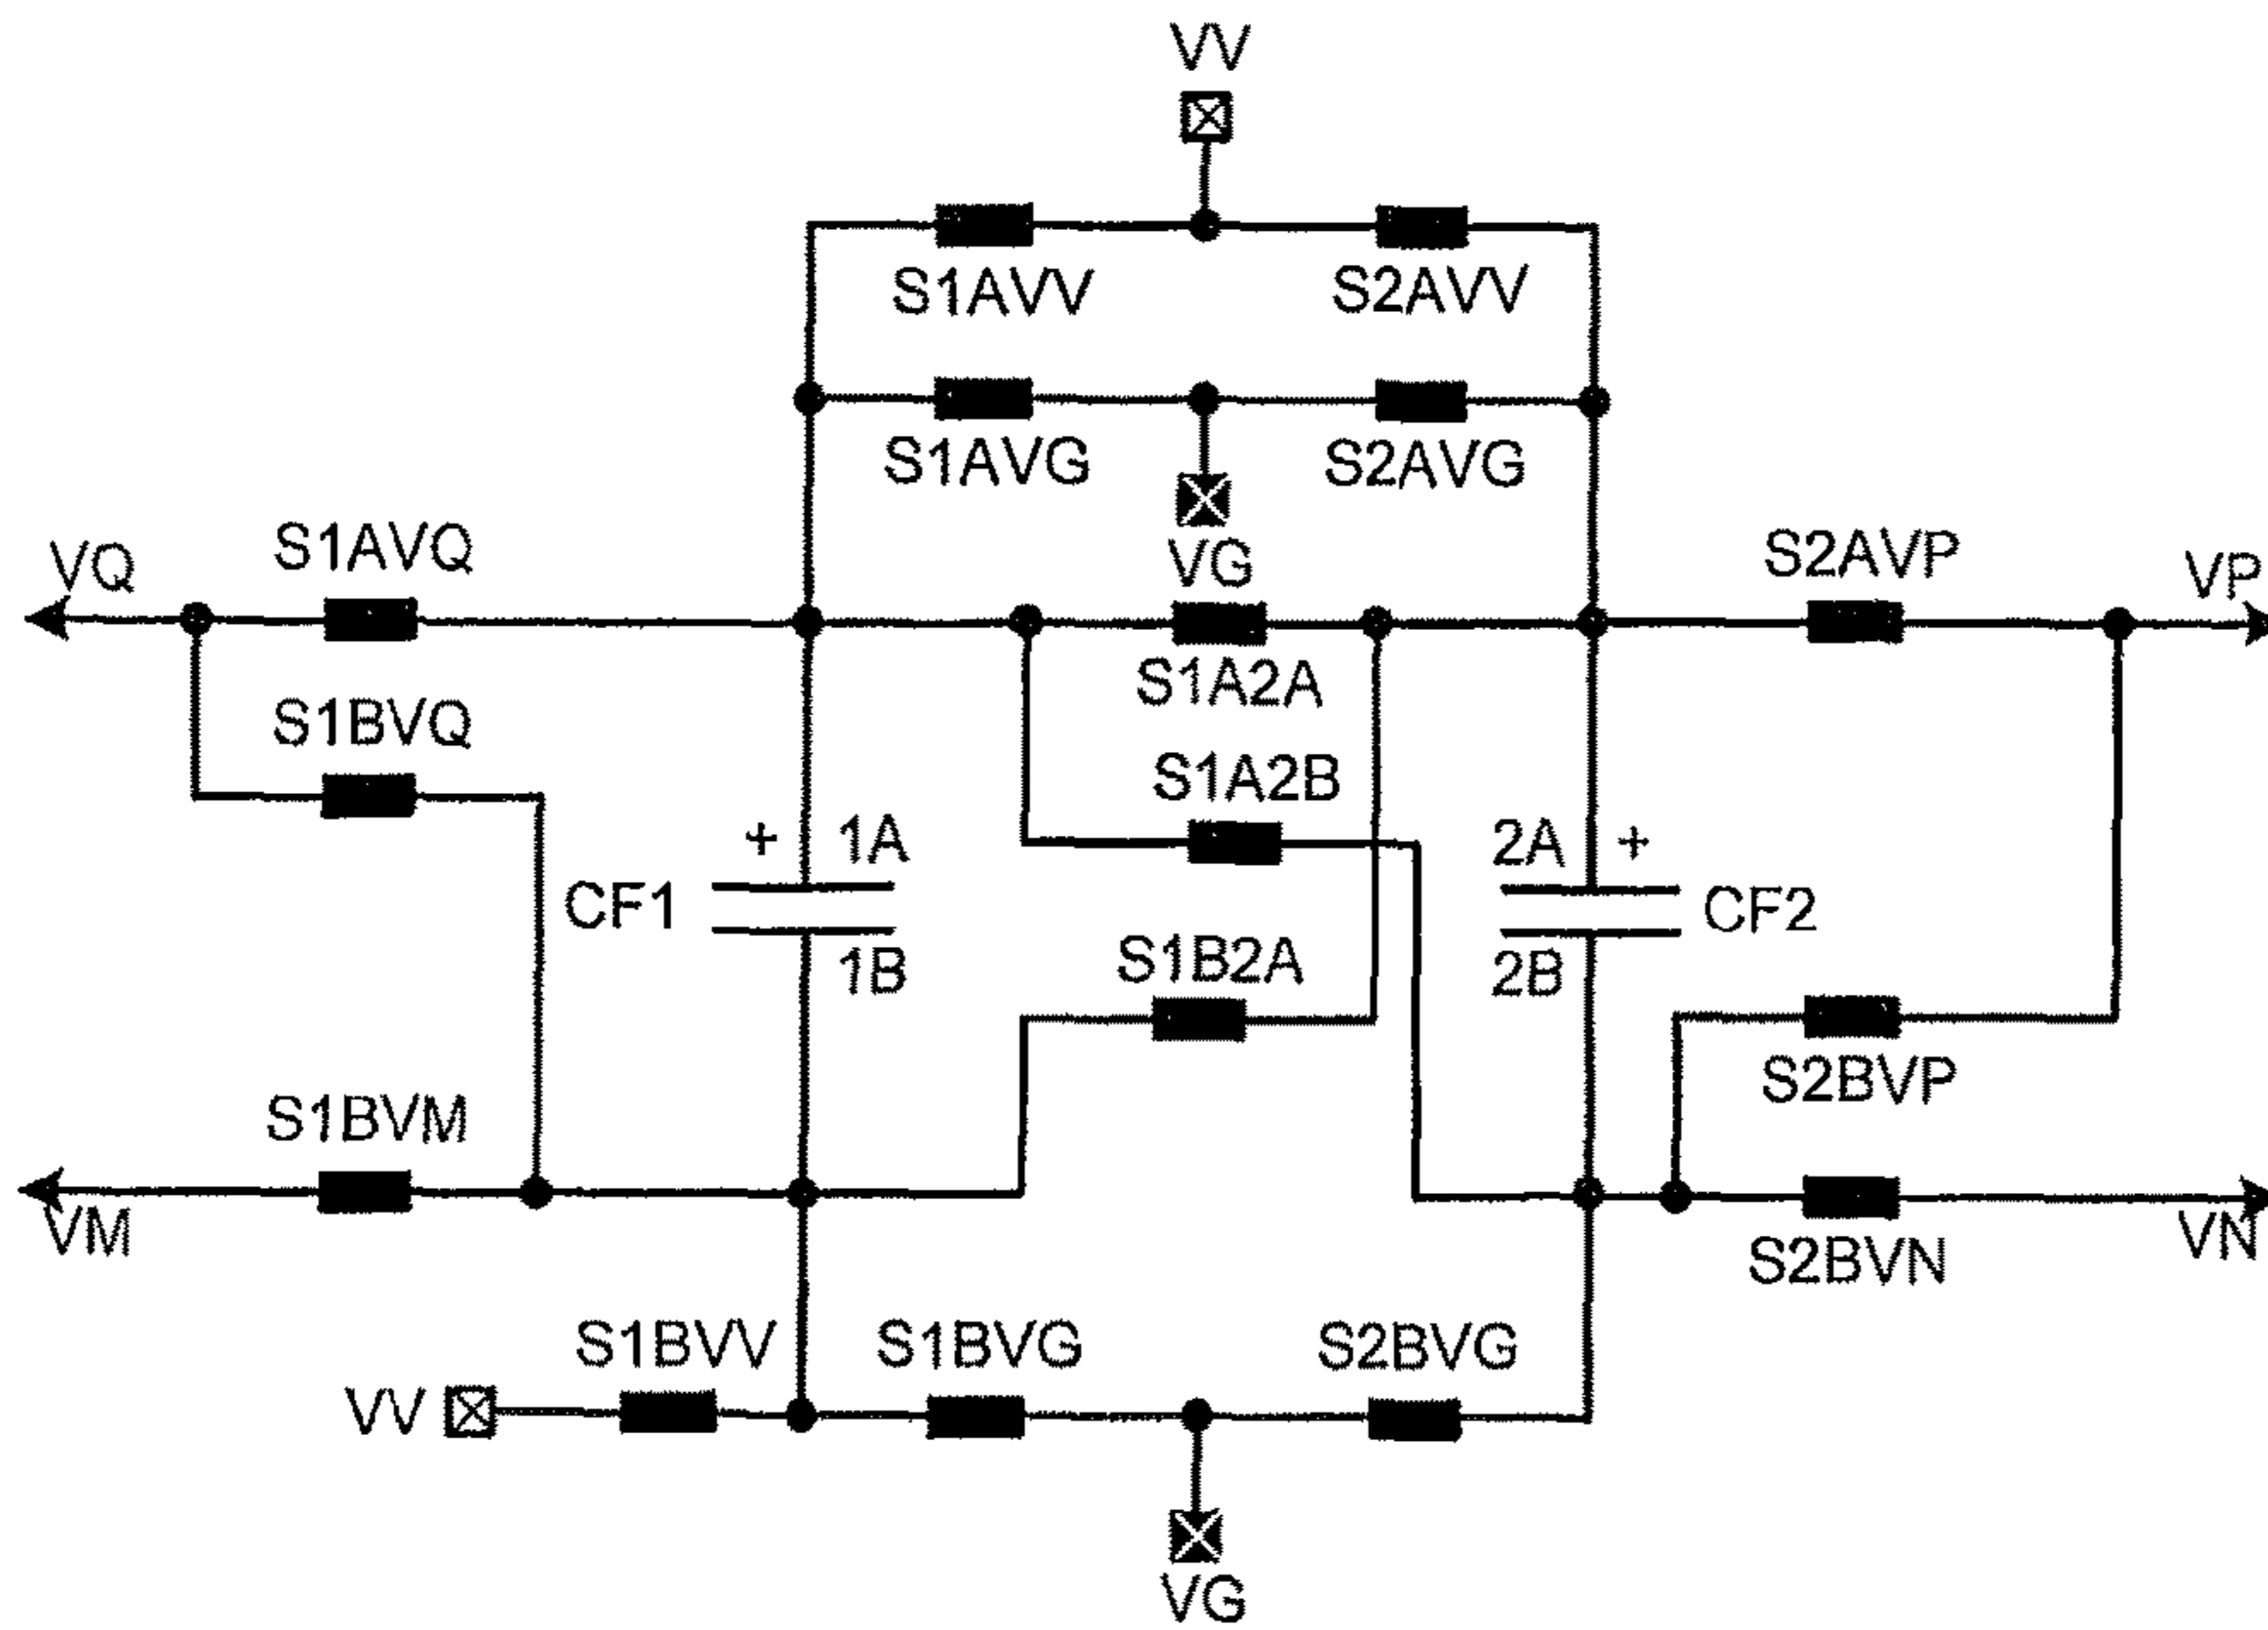 VV
S1AVV
S2AVV
S1AVG
S2AVG
VG
VQ
S1AVQ
S2AVP
VP
S1A2A
S1BVQ
S1A2B
+
1A
2A
+
CF1
CF2
1B
2B
S1B2A
S2BVP
S1BVM
VM
S2BVN
VN
S1BVV
S1BVG
S2BVG
VV
VG